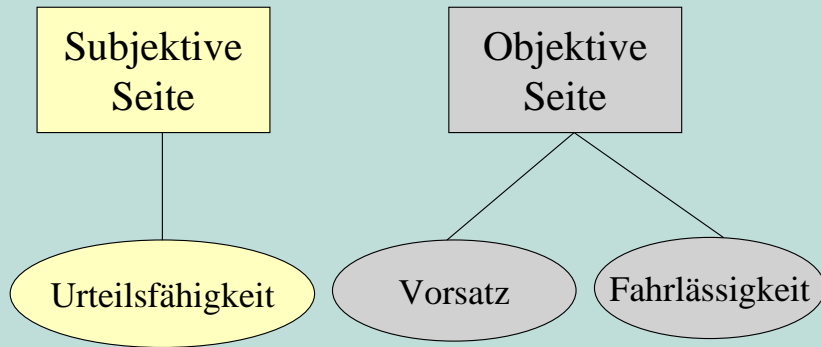 Subjektive
Seite
Objektive
Seite
Urteilsfähigkeit
Vorsatz
Fahrlässigkeit